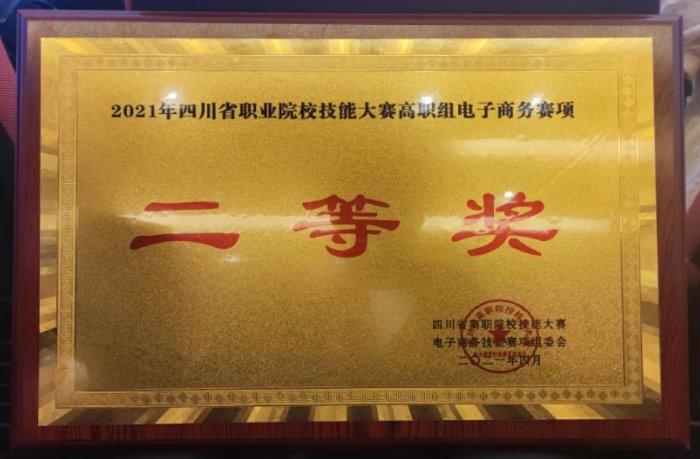 2021年四川省职业院校技能大赛高职组电子商务赛项
二等奖
四川省高职院校技能大赛
电子商务技能赛项组委会
二〇二一年四月